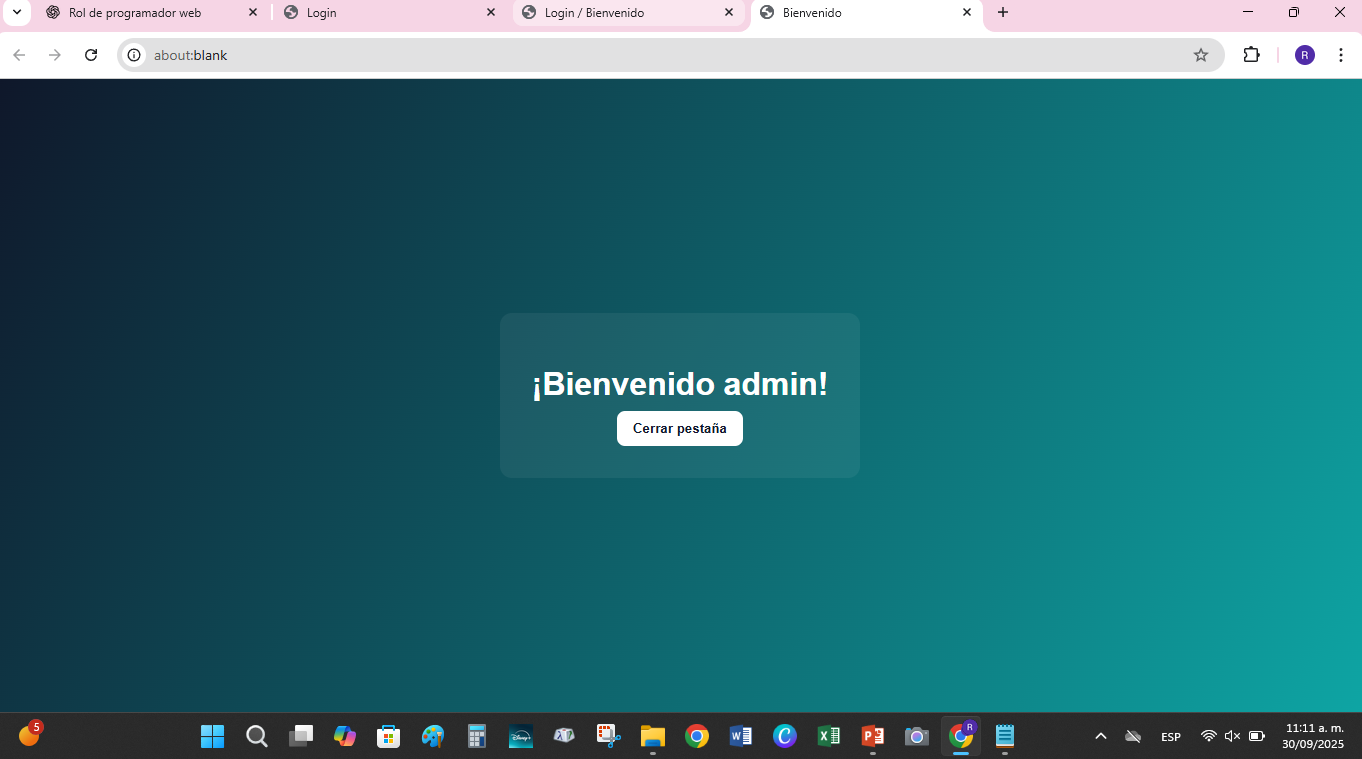 Rol de programador web
Login
Login / Bienvenido
Bienvenido
about:blank
R
¡Bienvenido admin!
Cerrar pestaña
5
Disney+
W
C
X
P
R
ESP
11:11 a. m.
30/09/2025